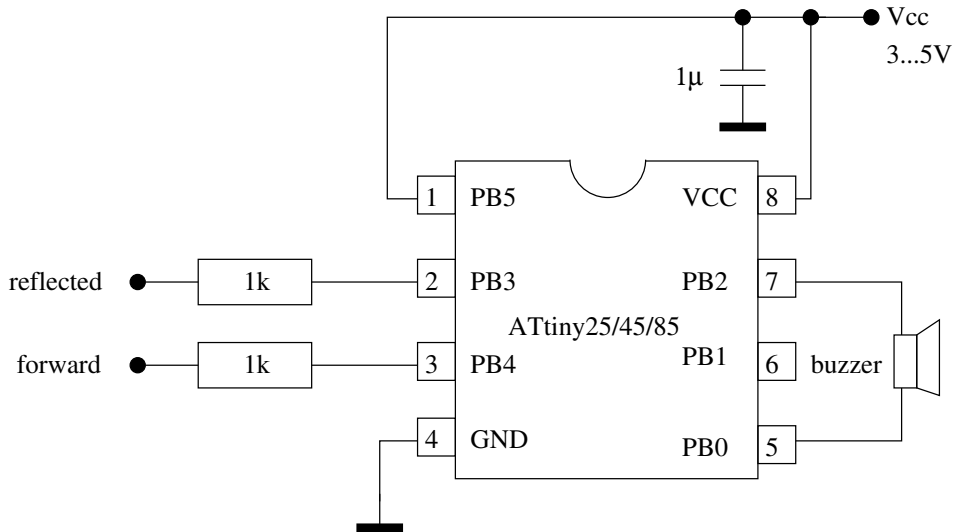 Vcc
3...5V
1µ
1 PB5 VCC 8
reflected 1k 2 PB3 PB2 7
ATtiny25/45/85
forward 1k 3 PB4 PB1 6 buzzer
4 GND PB0 5